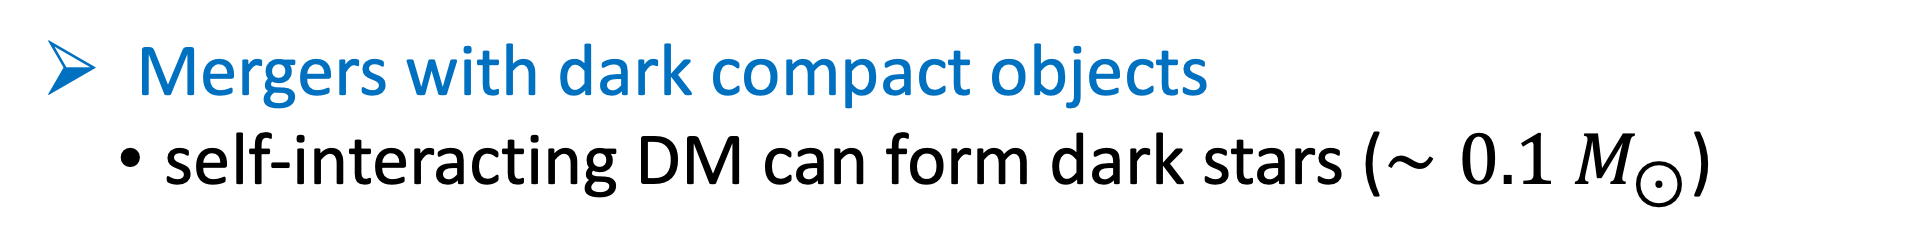 ➢ Mergers with dark compact objects
• self-interacting DM can form dark stars (~ 0.1 M⊙)